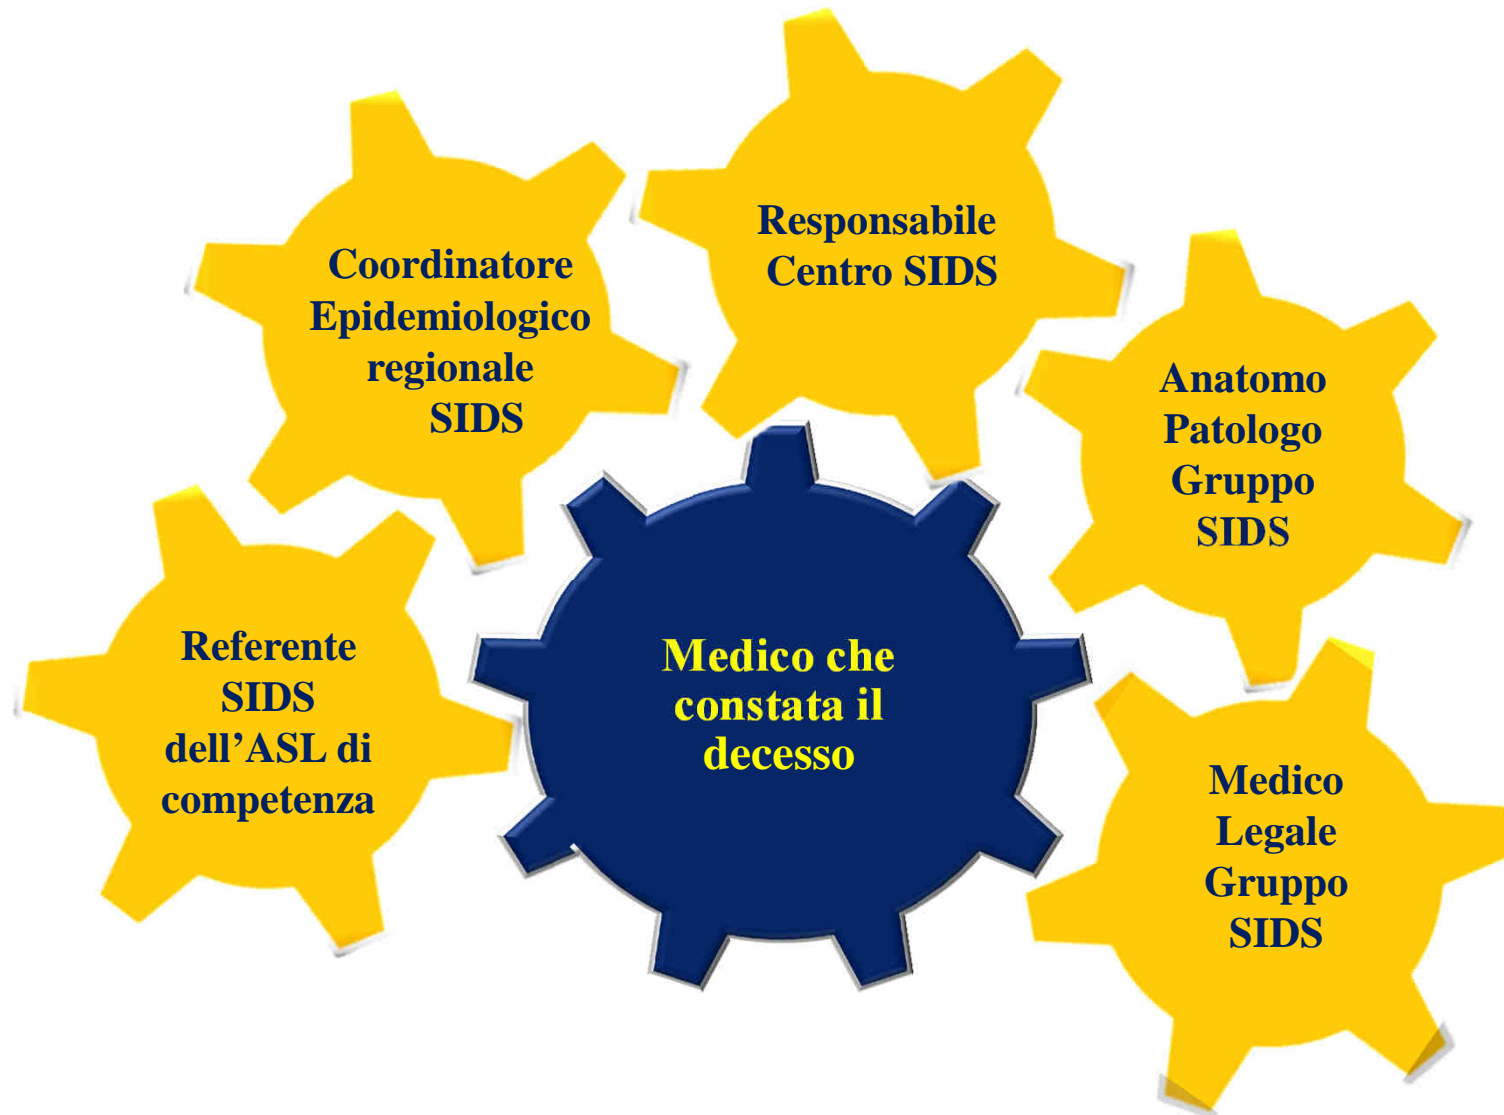 Responsabile
Centro SIDS
Coordinatore
Epidemiologico
regionale
SIDS
Anatomo
Patologo
Gruppo
SIDS
Referente
SIDS
dell’ASL di
competenza
Medico che
constata il
decesso
Medico
Legale
Gruppo
SIDS